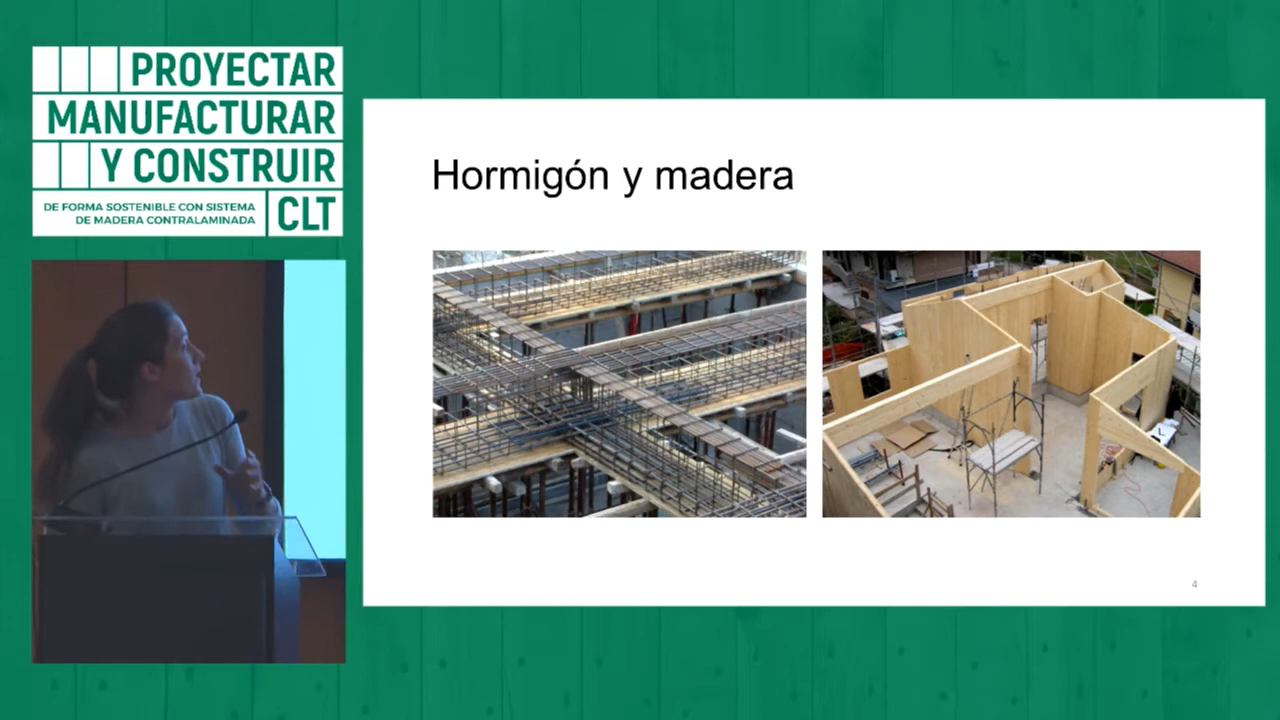 PROYECTAR
MANUFACTURAR
Y CONSTRUIR
DE FORMA SOSTENIBLE CON SISTEMA
DE MADERA CONTRALAMINADA
CLT
Hormigón y madera
4